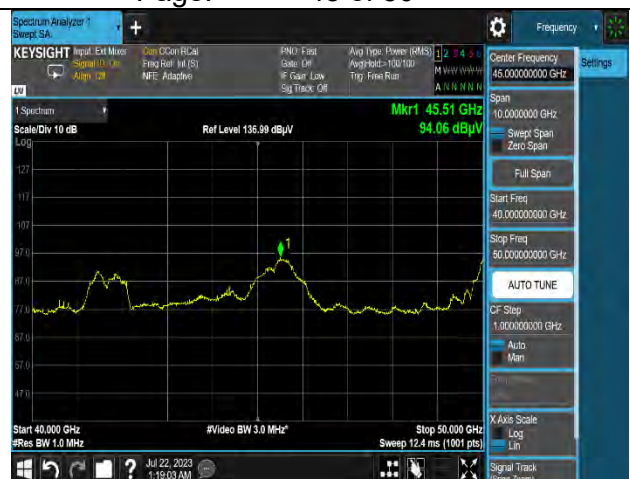 Spectrum Analyzer 1
Swept SA
+
Frequency
KEYSIGHT Input: Ext Mixer
Signal ID: On
Align: Off
Corr CCorr RCal
Freq Ref: Int (S)
NFE: Adaptive
PNO: Fast
Gate: Off
IF Gain: Low
Sig Track: Off
Avg Type: Power (RMS)
Avg|Hold:>100/100
Trig: Free Run
1 2 3 4 5 6
M W W W W W
A N N N N N
LXI
1 Spectrum
Scale/Div 10 dB
Log
Ref Level 136.99 dBµV
Mkr1 45.51 GHz
94.06 dBµV
127
117
107
97.0
87.0
77.0
67.0
57.0
47.0
1
Start 40.000 GHz
#Res BW 1.0 MHz
#Video BW 3.0 MHz*
Stop 50.000 GHz
Sweep 12.4 ms (1001 pts)
Center Frequency
45.000000000 GHz
Settings
Span
10.0000000 GHz
Swept Span
Zero Span
Full Span
Start Freq
40.000000000 GHz
Stop Freq
50.000000000 GHz
AUTO TUNE
CF Step
1.000000000 GHz
Auto
Man
X Axis Scale
Log
Lin
Signal Track
(Span Zoom)
?
Jul 22, 2023
1:19:03 AM